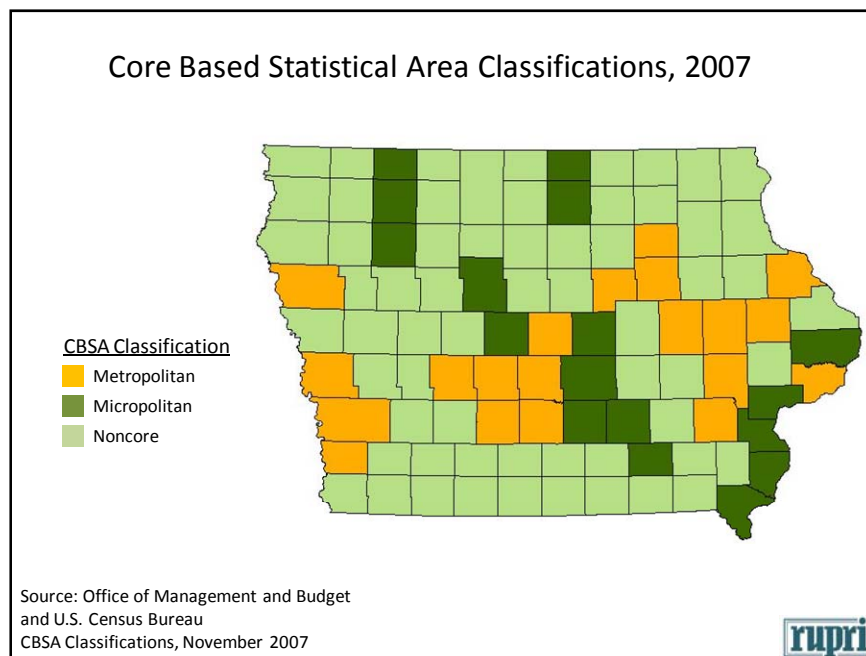 Core Based Statistical Area Classifications, 2007
CBSA Classification
Metropolitan
Micropolitan
Noncore
Source: Office of Management and Budget
and U.S. Census Bureau
CBSA Classifications, November 2007
rupri